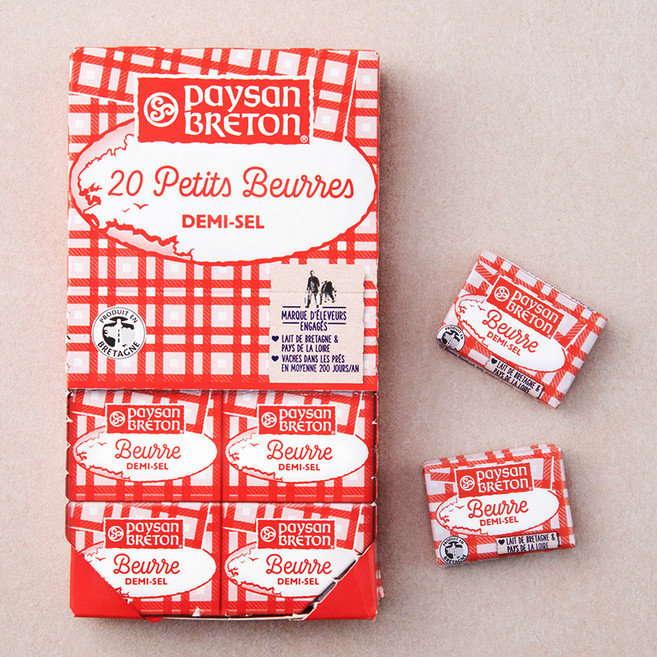 Paysan
BRETON®
20 Petits Beurres
DEMI-SEL
MARQUE D'ÉLEVEURS
ENGAGÉS
LAIT DE BRETAGNE &
PAYS DE LA LOIRE
VACHES DANS LES PRÉS
EN MOYENNE 200 JOURS/AN
PRODUIT EN
BRETAGNE
Paysan
BRETON
Beurre
DEMI-SEL
Paysan
BRETON
Beurre
DEMI-SEL
Paysan
BRETON
Beurre
DEMI-SEL
Paysan
BRETON
Beurre
DEMI-SEL
Paysan
BRETON
Beurre
DEMI-SEL
LAIT DE BRETAGNE &
PAYS DE LA LOIRE
Paysan
BRETON
Beurre
DEMI-SEL
LAIT DE BRETAGNE &
PAYS DE LA LOIRE
BRETAGNE